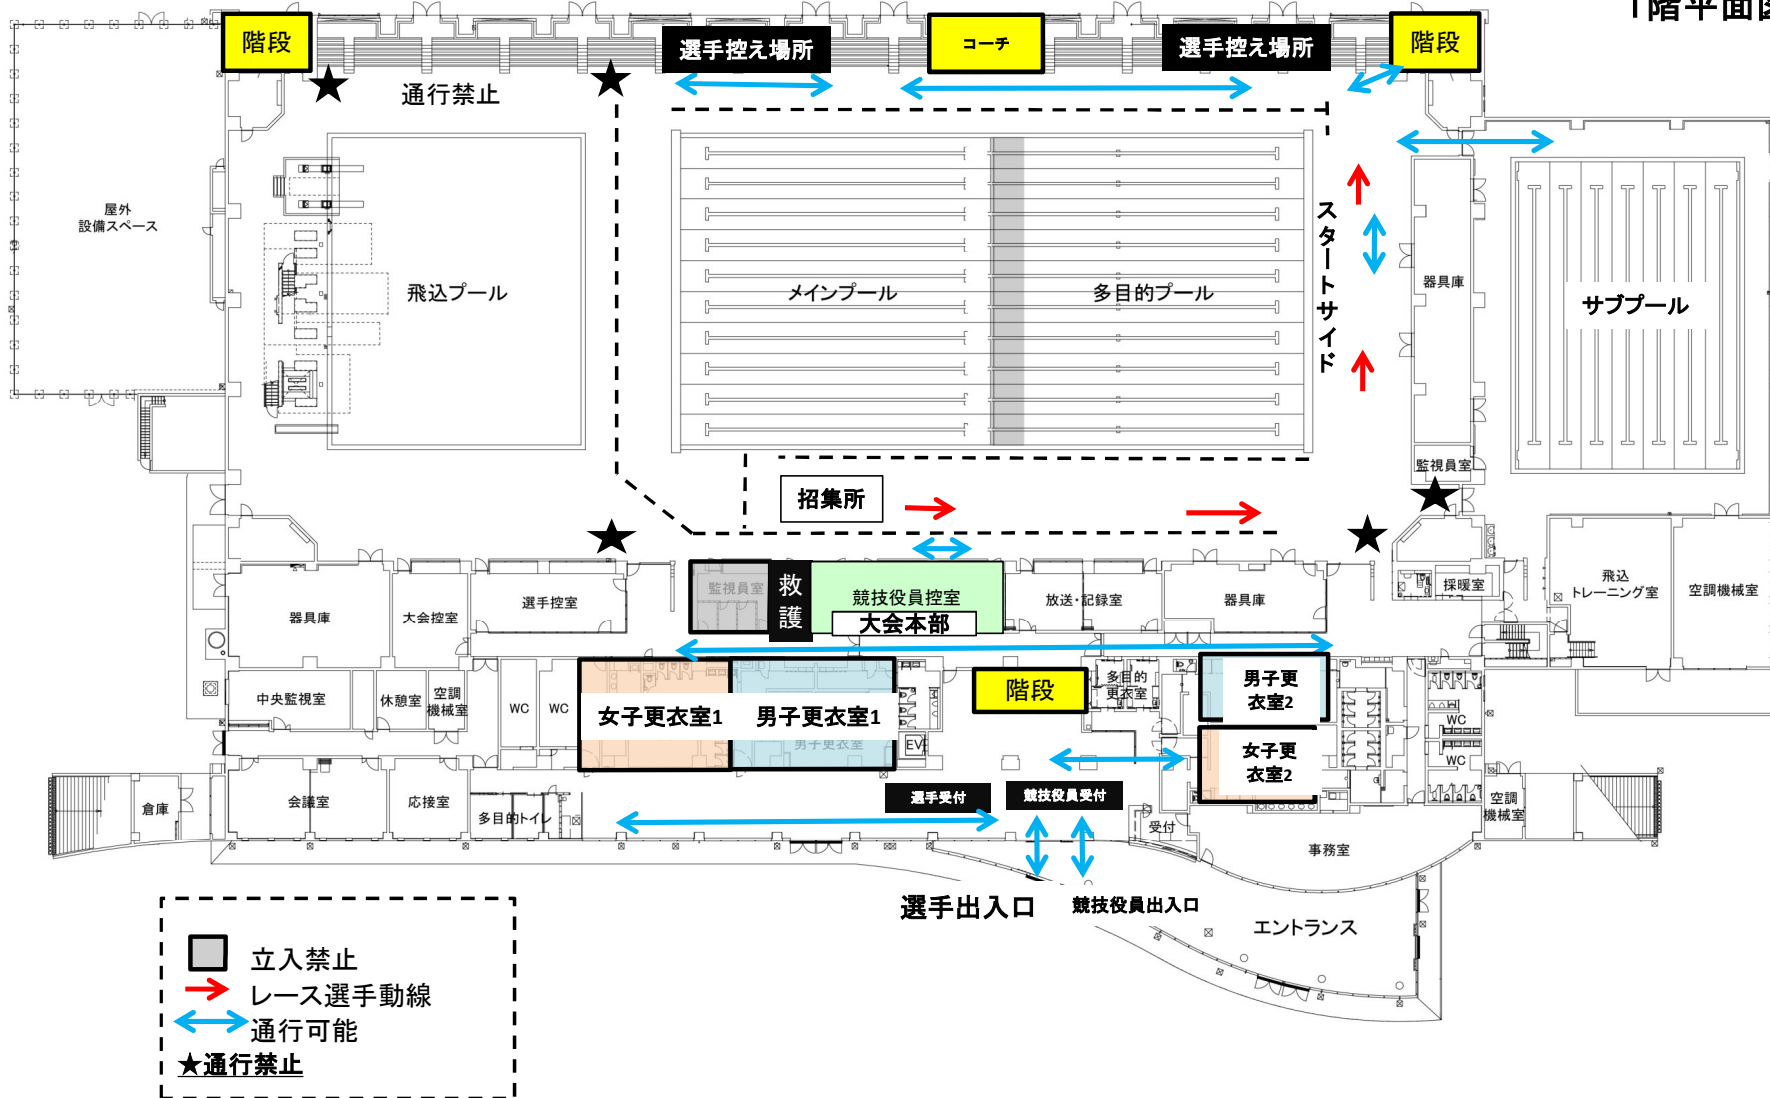 1階平面図
階段
選手控え場所
コーチ
選手控え場所
階段
通行禁止
屋外
設備スペース
飛込プール
メインプール
多目的プール
スタートサイド
器具庫
サブプール
監視員室
招集所
器具庫
大会控室
選手控室
監視員室
救護
競技役員控室
大会本部
放送・記録室
器具庫
採暖室
飛込
トレーニング室
空調機械室
中央監視室
休憩室
空調
機械室
WC
WC
女子更衣室1
男子更衣室1
男子更衣室
EV
階段
多目的
更衣室
男子更
衣室2
女子更
衣室2
WC
WC
倉庫
会議室
応接室
多目的トイレ
選手受付
競技役員受付
受付
事務室
空調
機械室
選手出入口
競技役員出入口
エントランス
立入禁止
レース選手動線
通行可能
★通行禁止